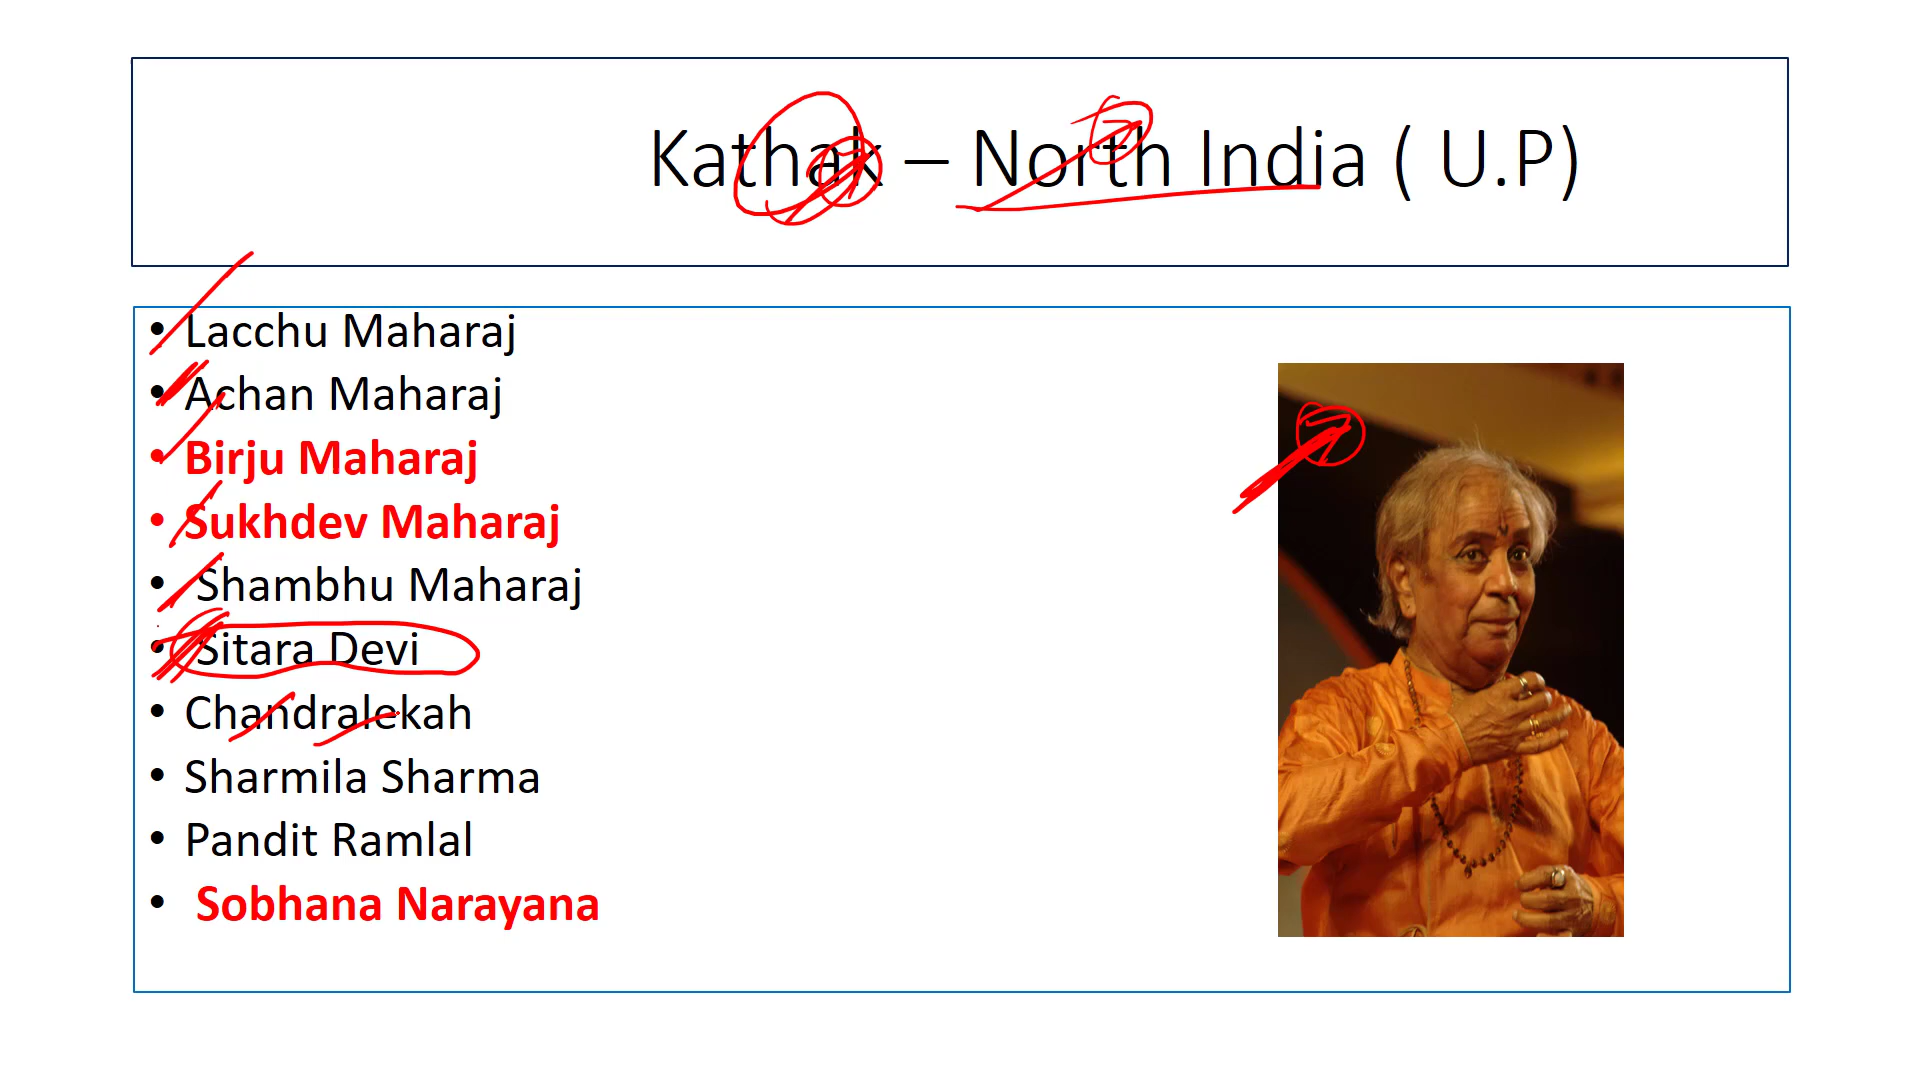 Kathak – North India ( U.P)
• Lacchu Maharaj
• Achan Maharaj
• Birju Maharaj
• Sukhdev Maharaj
• Shambhu Maharaj
• Sitara Devi
• Chandralekah
• Sharmila Sharma
• Pandit Ramlal
• Sobhana Narayana